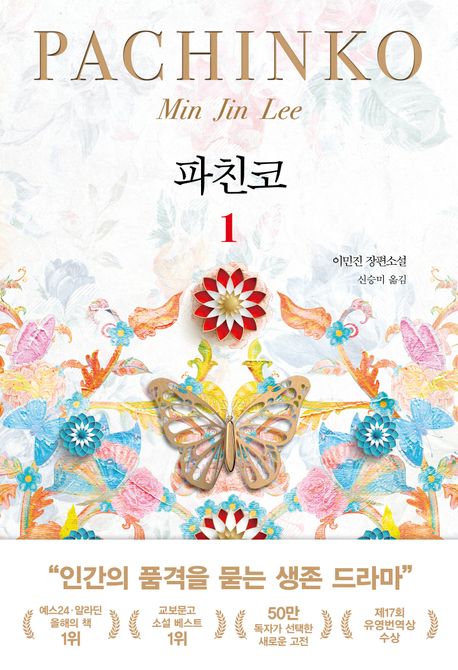 PACHINKO
Min Jin Lee
파친코
1
이민진 장편소설
신승미 옮김
“인간의 품격을 묻는 생존 드라마”
예스24·알라딘
올해의 책
1위
교보문고
소설 베스트
1위
50만
독자가 선택한
새로운 고전
제17회
유영번역상
수상